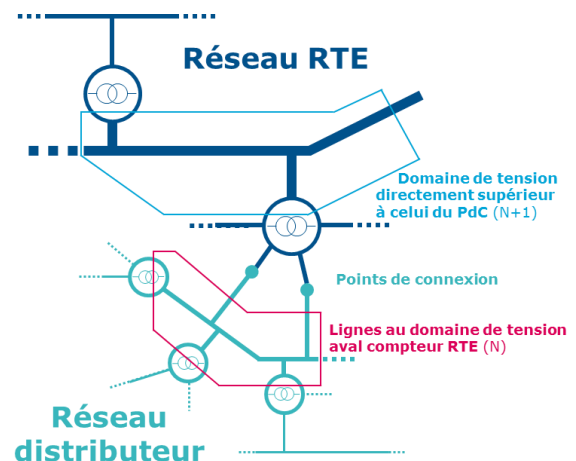 Réseau RTE
Domaine de tension
directement supérieur
à celui du PdC (N+1)
Points de connexion
Lignes au domaine de tension
aval compteur RTE (N)
Réseau
distributeur